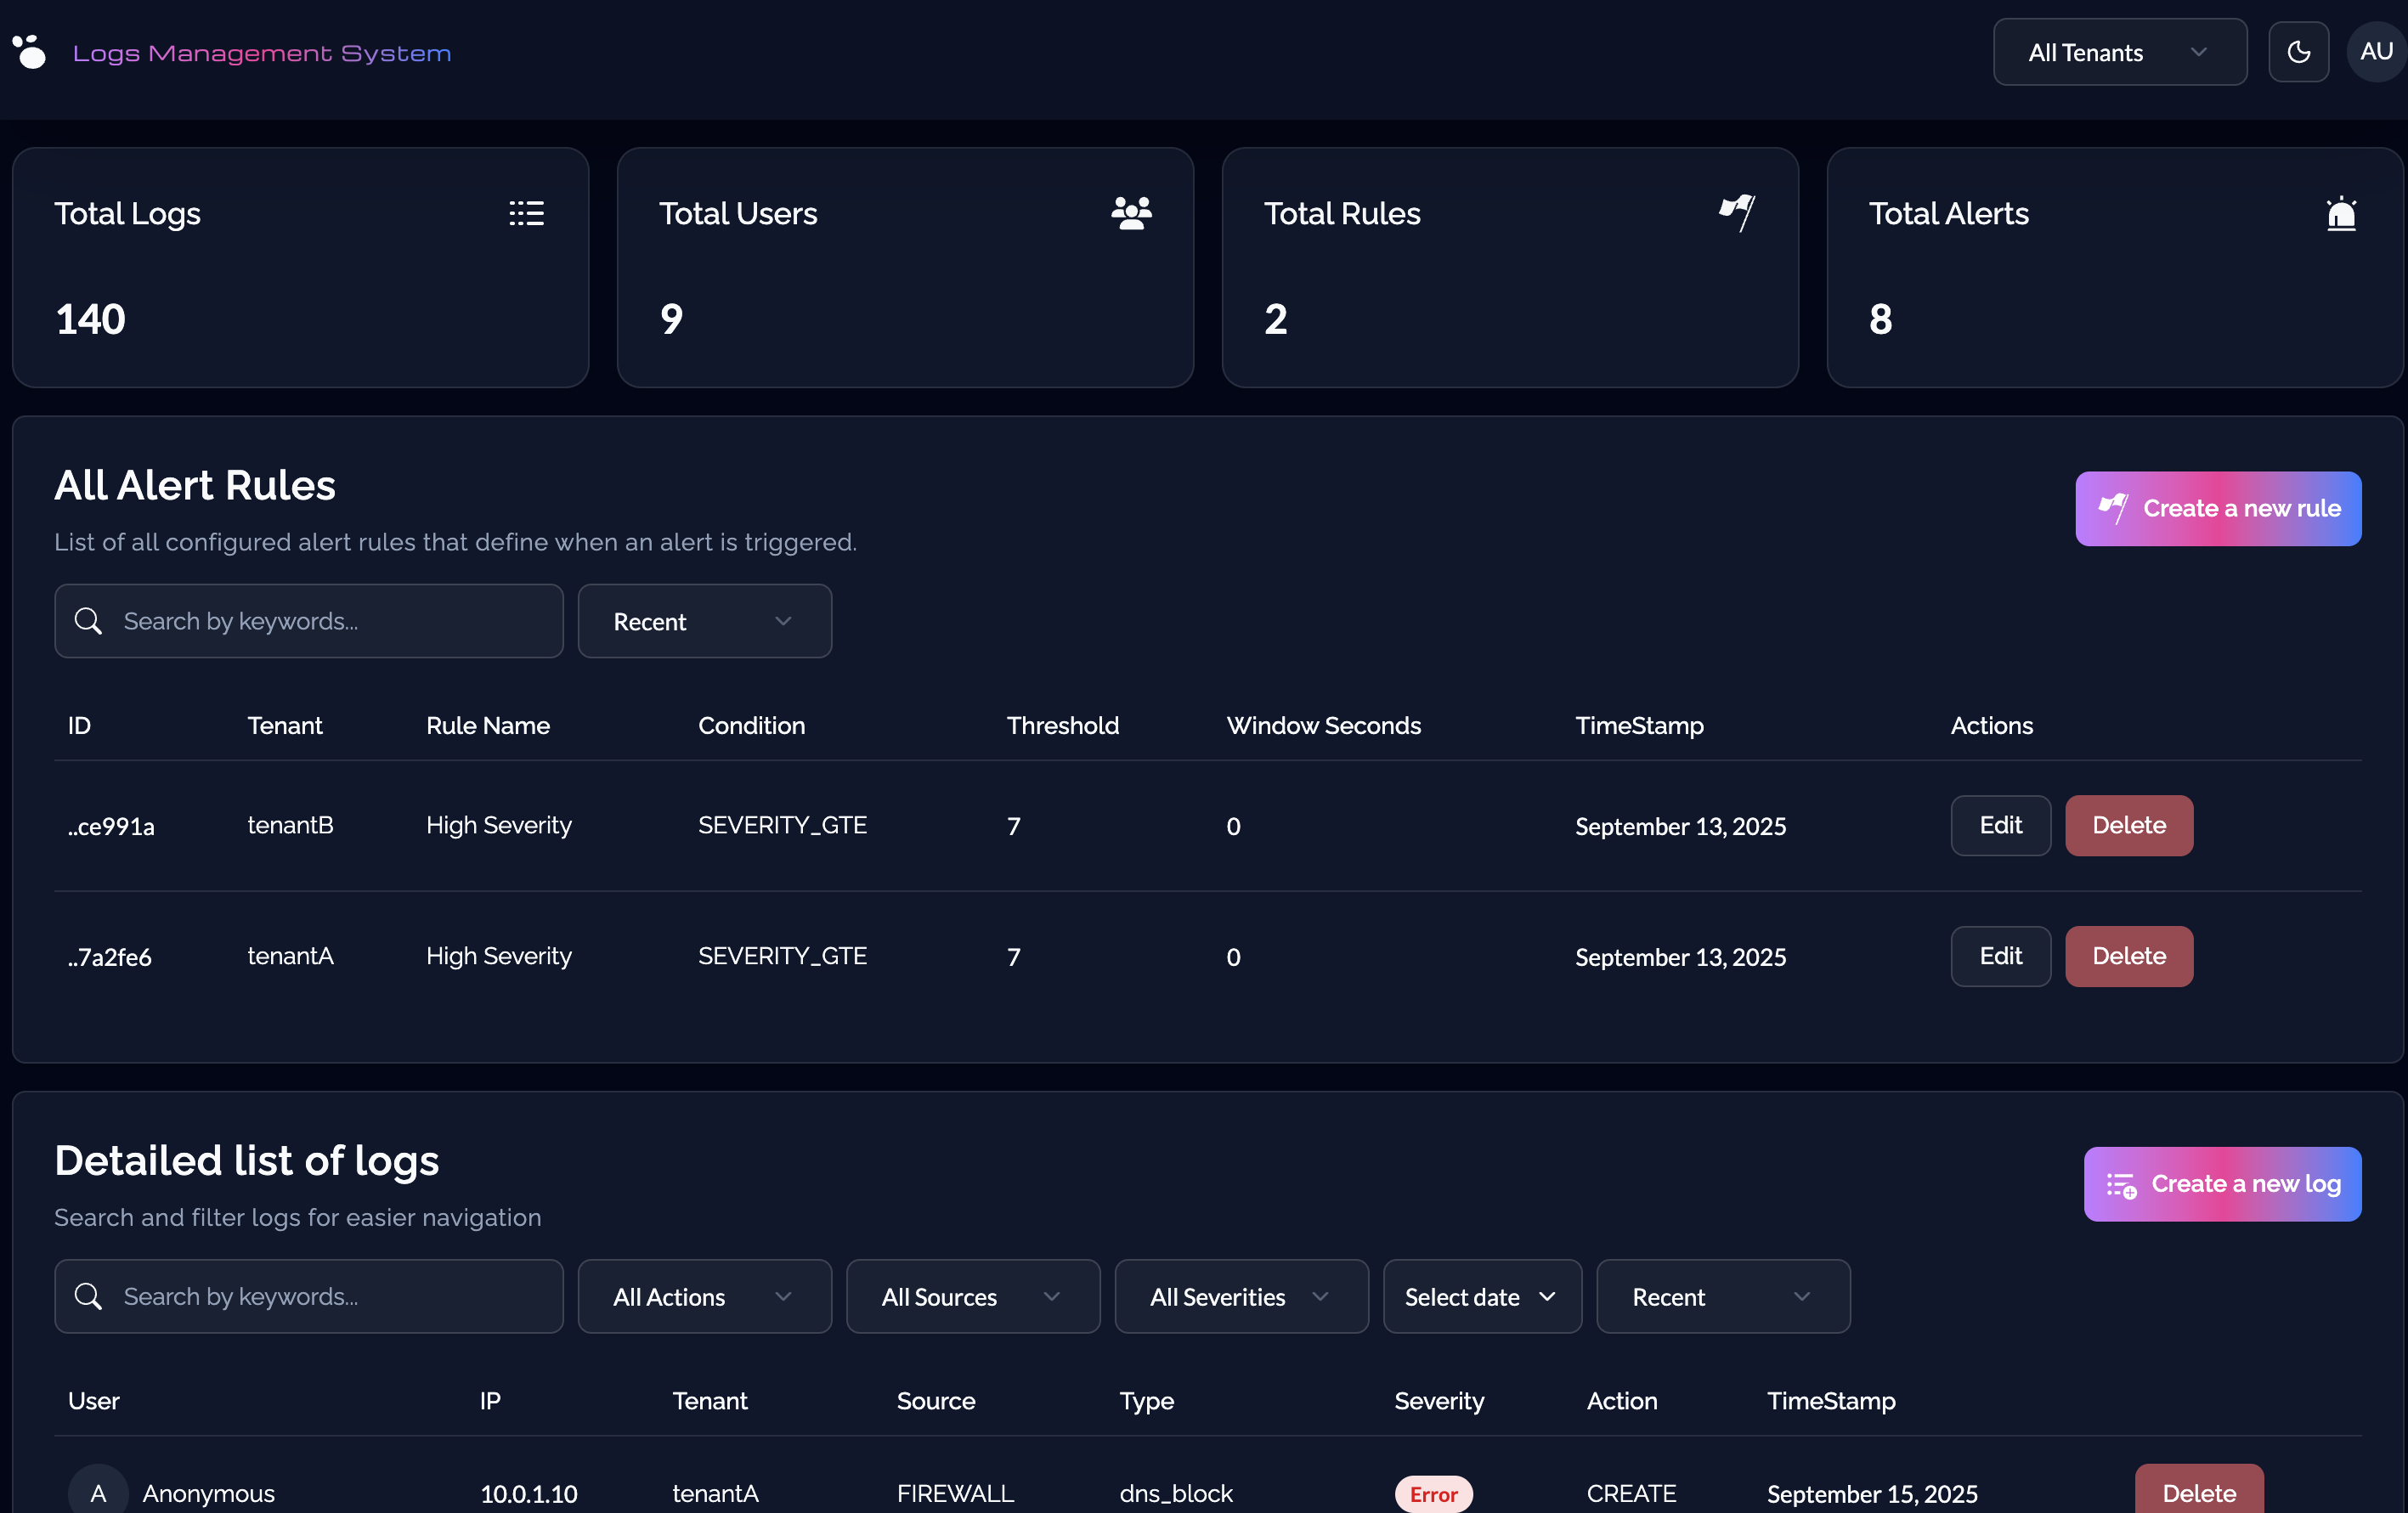 Logs Management System
All Tenants
AU
Total Logs
140
Total Users
9
Total Rules
2
Total Alerts
8
All Alert Rules
List of all configured alert rules that define when an alert is triggered.
Create a new rule
Search by keywords...
Recent
ID Tenant Rule Name Condition Threshold Window Seconds TimeStamp Actions
..ce991a tenantB High Severity SEVERITY_GTE 7 0 September 13, 2025 Edit Delete
..7a2fe6 tenantA High Severity SEVERITY_GTE 7 0 September 13, 2025 Edit Delete
Detailed list of logs
Search and filter logs for easier navigation
Create a new log
Search by keywords...
All Actions
All Sources
All Severities
Select date
Recent
User IP Tenant Source Type Severity Action TimeStamp
A Anonymous 10.0.1.10 tenantA FIREWALL dns_block Error CREATE September 15, 2025 Delete